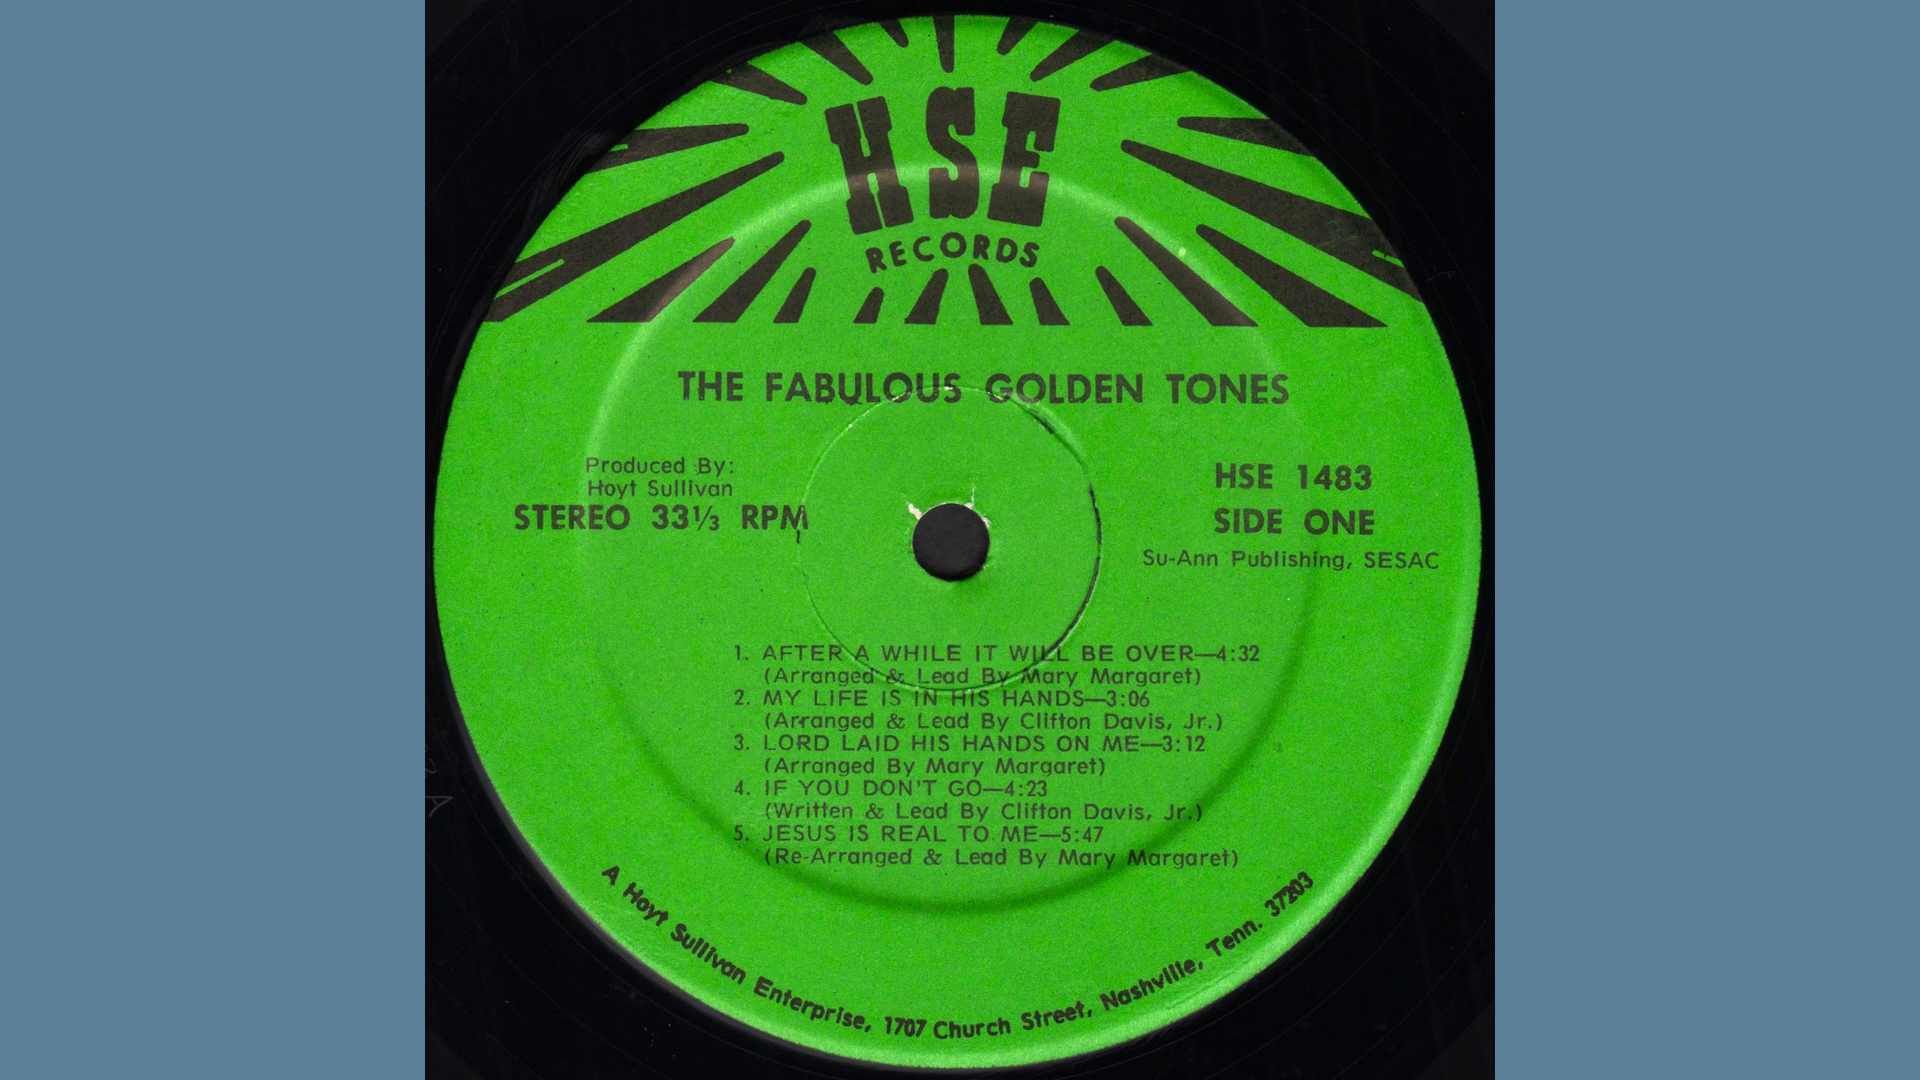 HSE
RECORDS
THE FABULOUS GOLDEN TONES
Produced By:
Hoyt Sullivan
STEREO 33⅓ RPM
HSE 1483
SIDE ONE
Su-Ann Publishing, SESAC
1. AFTER A WHILE IT WILL BE OVER—4:32
(Arranged & Lead By Mary Margaret)
2. MY LIFE IS IN HIS HANDS—3:06
(Arranged & Lead By Clifton Davis, Jr.)
3. LORD LAID HIS HANDS ON ME—3:12
(Arranged By Mary Margaret)
4. IF YOU DON'T GO—4:23
(Written & Lead By Clifton Davis, Jr.)
5. JESUS IS REAL TO ME—5:47
(Re-Arranged & Lead By Mary Margaret)
A Hoyt Sullivan Enterprise, 1707 Church Street, Nashville, Tenn. 37203